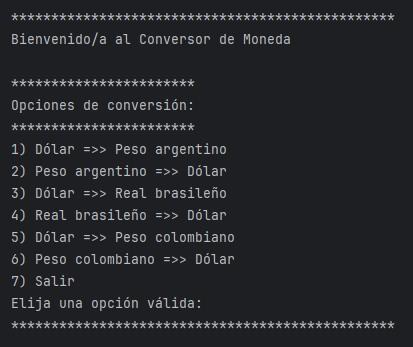 ************************************************
Bienvenido/a al Conversor de Moneda
***********************
Opciones de conversión:
***********************
1) Dólar =>> Peso argentino
2) Peso argentino =>> Dólar
3) Dólar =>> Real brasileño
4) Real brasileño =>> Dólar
5) Dólar =>> Peso colombiano
6) Peso colombiano =>> Dólar
7) Salir
Elija una opción válida:
************************************************